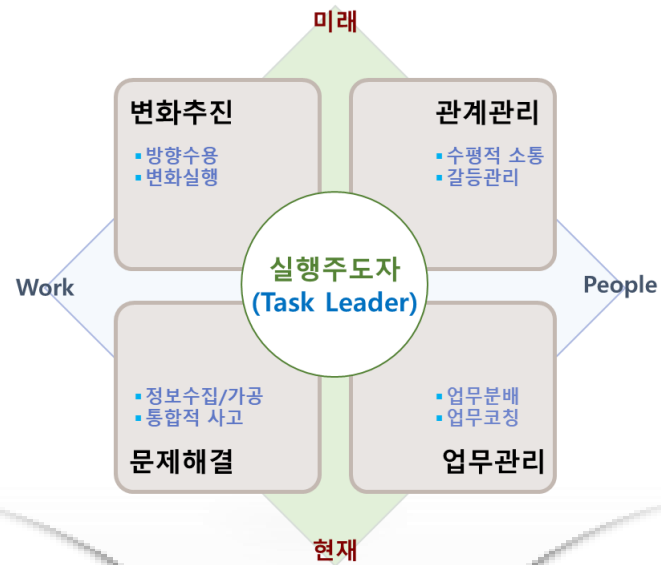 미래
변화추진
▪ 방향수용
▪ 변화실행
관계관리
▪ 수평적 소통
▪ 갈등관리
실행주도자
(Task Leader)
Work
People
▪ 정보수집/가공
▪ 통합적 사고
문제해결
▪ 업무분배
▪ 업무코칭
업무관리
현재